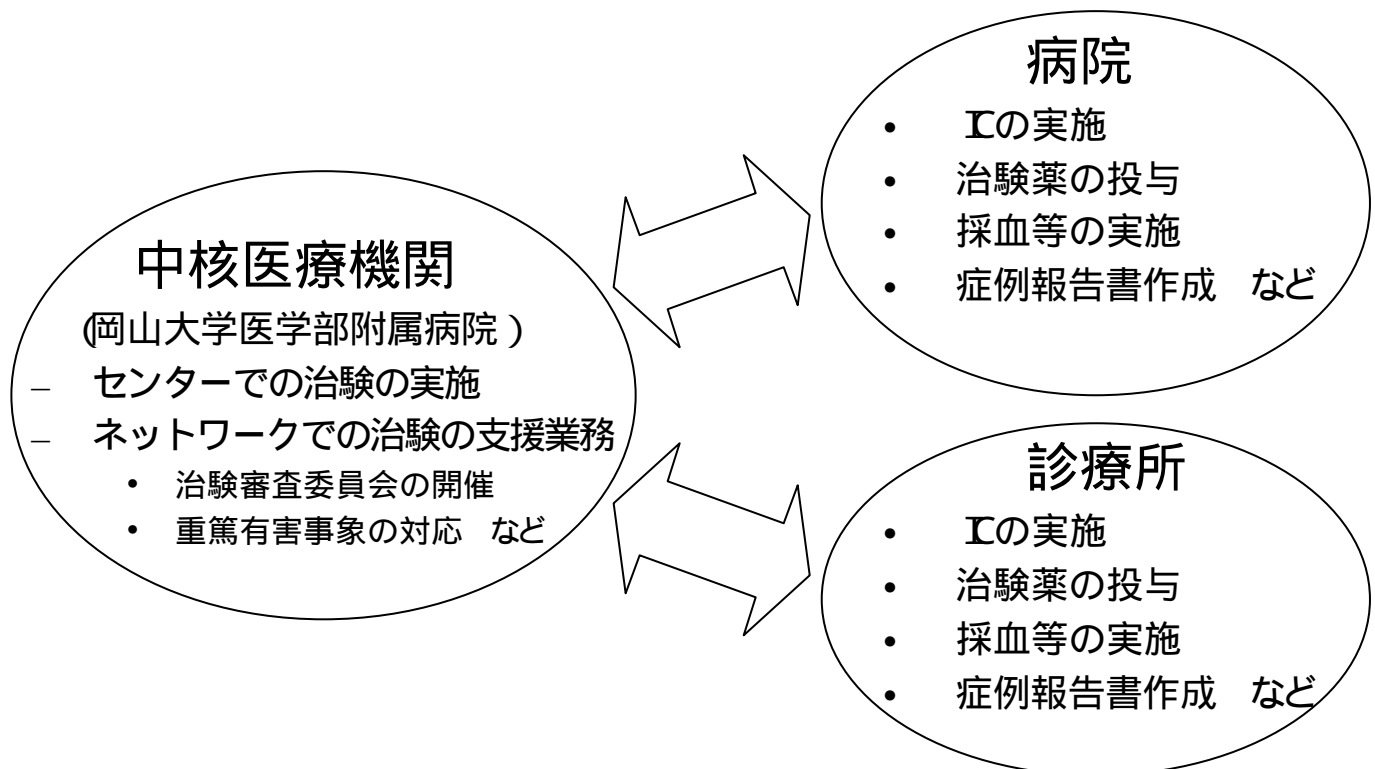 中核医療機関
(岡山大学医学部附属病院)
– センターでの治験の実施
– ネットワークでの治験の支援業務
• 治験審査委員会の開催
• 重篤有害事象の対応 など
病院
• ICの実施
• 治験薬の投与
• 採血等の実施
• 症例報告書作成 など
診療所
• ICの実施
• 治験薬の投与
• 採血等の実施
• 症例報告書作成 など